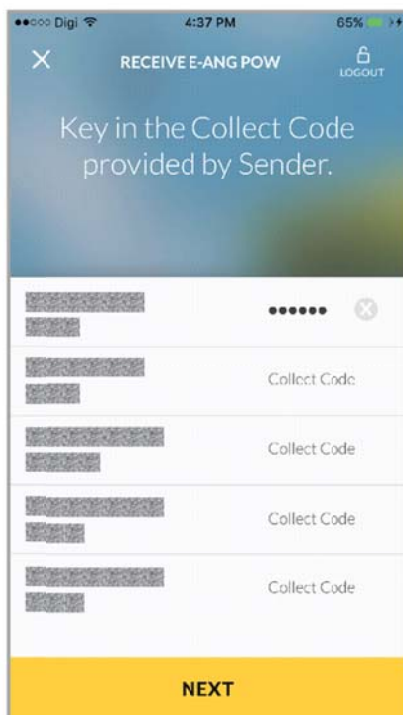 Digi 4:37 PM 65%
RECEIVE E-ANG POW
LOGOUT
Key in the Collect Code
provided by Sender.
••••••
Collect Code
Collect Code
Collect Code
Collect Code
NEXT